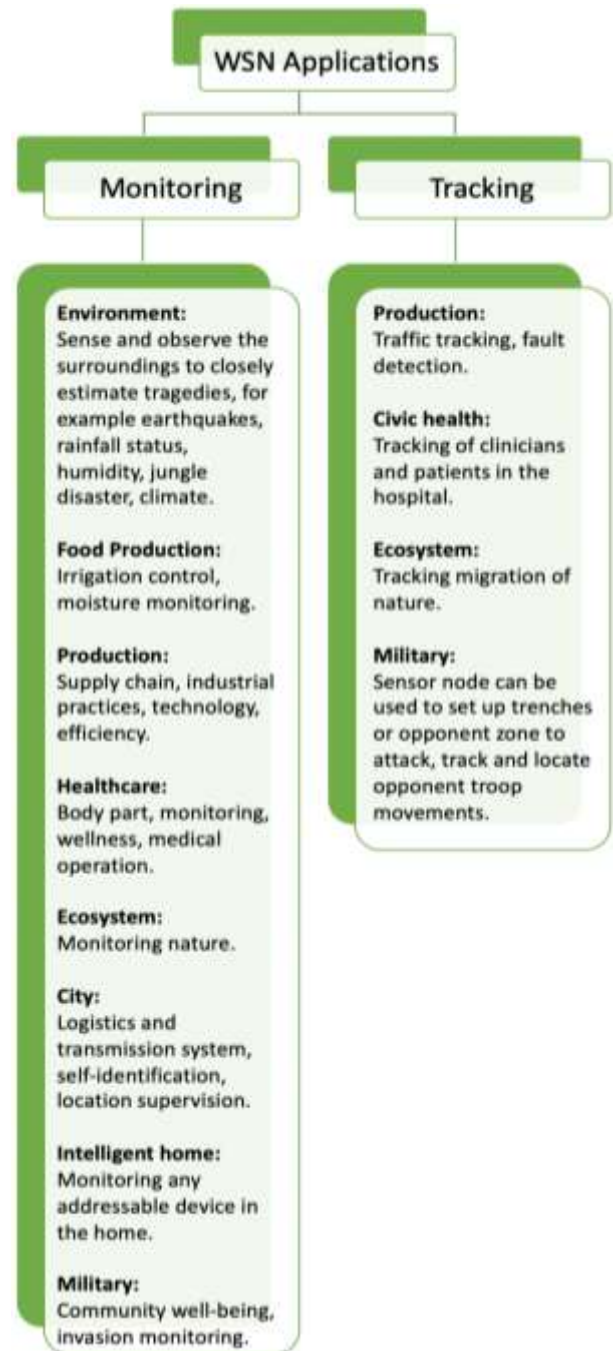 WSN Applications
Monitoring
Environment:
Sense and observe the
surroundings to closely
estimate tragedies, for
example earthquakes,
rainfall status,
humidity, jungle
disaster, climate.
Food Production:
Irrigation control,
moisture monitoring.
Production:
Supply chain, industrial
practices, technology,
efficiency.
Healthcare:
Body part, monitoring,
wellness, medical
operation.
Ecosystem:
Monitoring nature.
City:
Logistics and
transmission system,
self-identification,
location supervision.
Intelligent home:
Monitoring any
addressable device in
the home.
Military:
Community well-being,
invasion monitoring.
Tracking
Production:
Traffic tracking, fault
detection.
Civic health:
Tracking of clinicians
and patients in the
hospital.
Ecosystem:
Tracking migration of
nature.
Military:
Sensor node can be
used to set up trenches
or opponent zone to
attack, track and locate
opponent troop
movements.